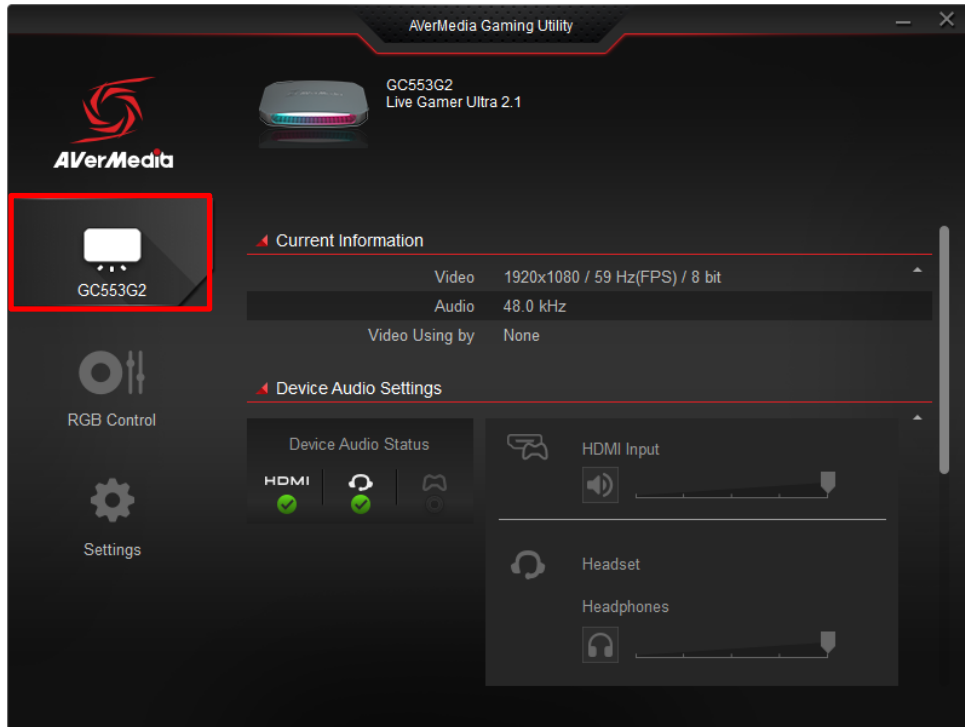 AVerMedia Gaming Utility
GC553G2
Live Gamer Ultra 2.1
AVerMedia
GC553G2
RGB Control
Settings
Current Information
Video 1920x1080 / 59 Hz(FPS) / 8 bit
Audio 48.0 kHz
Video Using by None
Device Audio Settings
Device Audio Status
HDMI
HDMI Input
Headset
Headphones